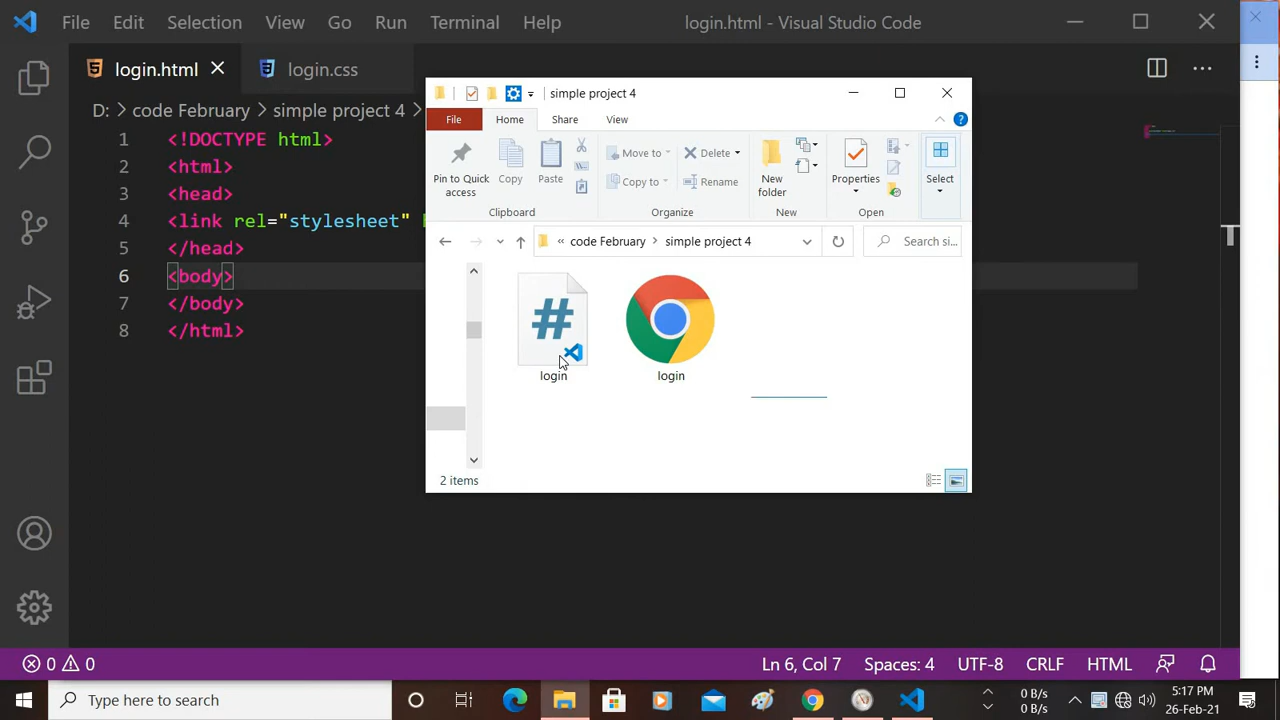 File Edit Selection View Go Run Terminal Help login.html - Visual Studio Code
login.html login.css
D: > code February > simple project 4 >
1 <!DOCTYPE html>
2 <html>
3 <head>
4 <link rel="stylesheet"
5 </head>
6 <body>
7 </body>
8 </html>
simple project 4
File Home Share View
Pin to Quick access
Copy
Paste
Clipboard
Move to
Copy to
Delete
Rename
Organize
New folder
New
Properties
Open
Select
« code February > simple project 4
Search si...
#
login login
2 items
T
0 0 Ln 6, Col 7 Spaces: 4 UTF-8 CRLF HTML
Type here to search
0 B/s
0 B/s
5:17 PM
26-Feb-21